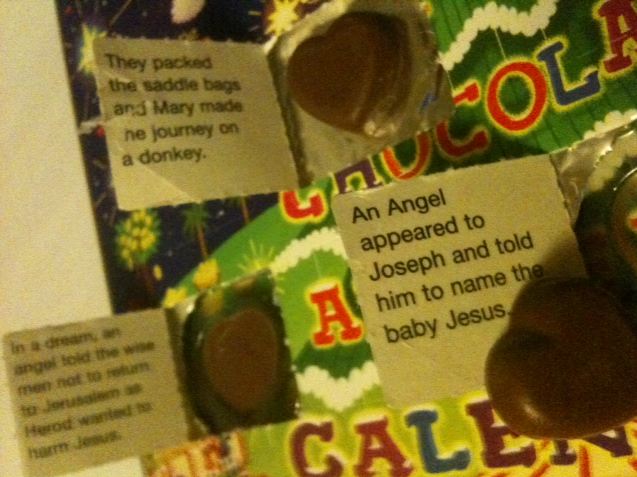 They packed
the saddle bags
and Mary made
he journey on
a donkey.
CHOCOLA
An Angel
appeared to
Joseph and told
him to name the
baby Jesus.
A
In a dream, an
angel told the wise
men not to return
to Jerusalem as
Herod wanted to
harm Jesus.
CALEN